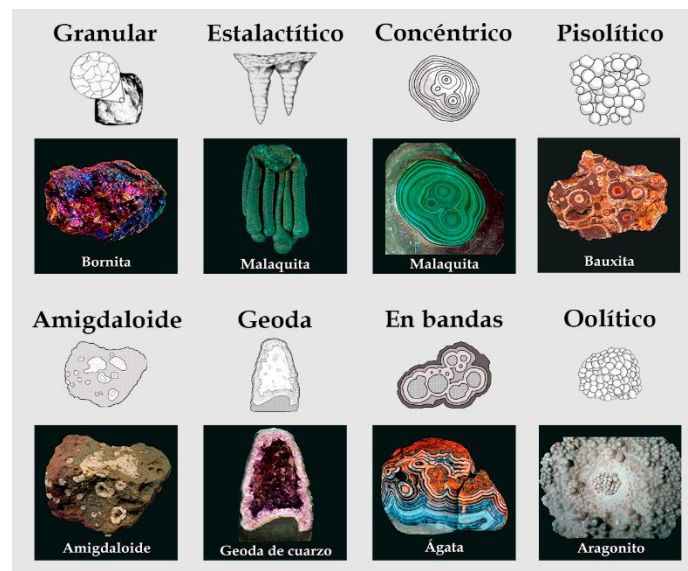 Granular
Estalactítico
Concéntrico
Pisolítico
Bornita
Malaquita
Malaquita
Bauxita
Amigdaloide
Geoda
En bandas
Oolítico
Amigdaloide
Geoda de cuarzo
Ágata
Aragonito